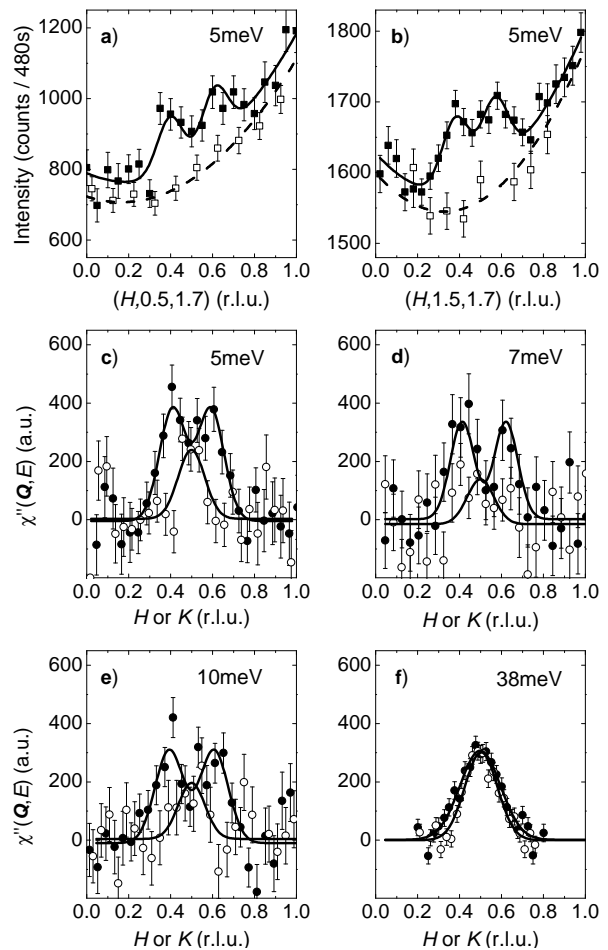 a) 5meV
b) 5meV
1200
1000
800
600
1800
1700
1600
1500
Intensity (counts / 480s)
0.0 0.2 0.4 0.6 0.8 1.0
0.0 0.2 0.4 0.6 0.8 1.0
(H,0.5,1.7) (r.l.u.)
(H,1.5,1.7) (r.l.u.)
c) 5meV
d) 7meV
600
400
200
0
600
400
200
0
χ"(Q,E) (a.u.)
0.0 0.2 0.4 0.6 0.8 1.0
0.0 0.2 0.4 0.6 0.8 1.0
H or K (r.l.u.)
H or K (r.l.u.)
e) 10meV
f) 38meV
600
400
200
0
600
400
200
0
χ"(Q,E) (a.u.)
0.0 0.2 0.4 0.6 0.8 1.0
0.0 0.2 0.4 0.6 0.8 1.0
H or K (r.l.u.)
H or K (r.l.u.)